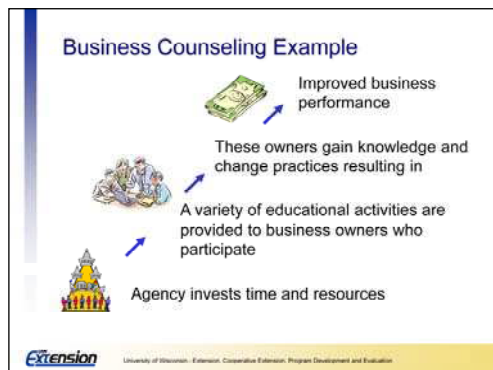 Business Counseling Example
Improved business
performance
These owners gain knowledge and
change practices resulting in
A variety of educational activities are
provided to business owners who
participate
Agency invests time and resources
Extension
University of Wisconsin - Extension, Cooperative Extension, Program Development and Evaluation